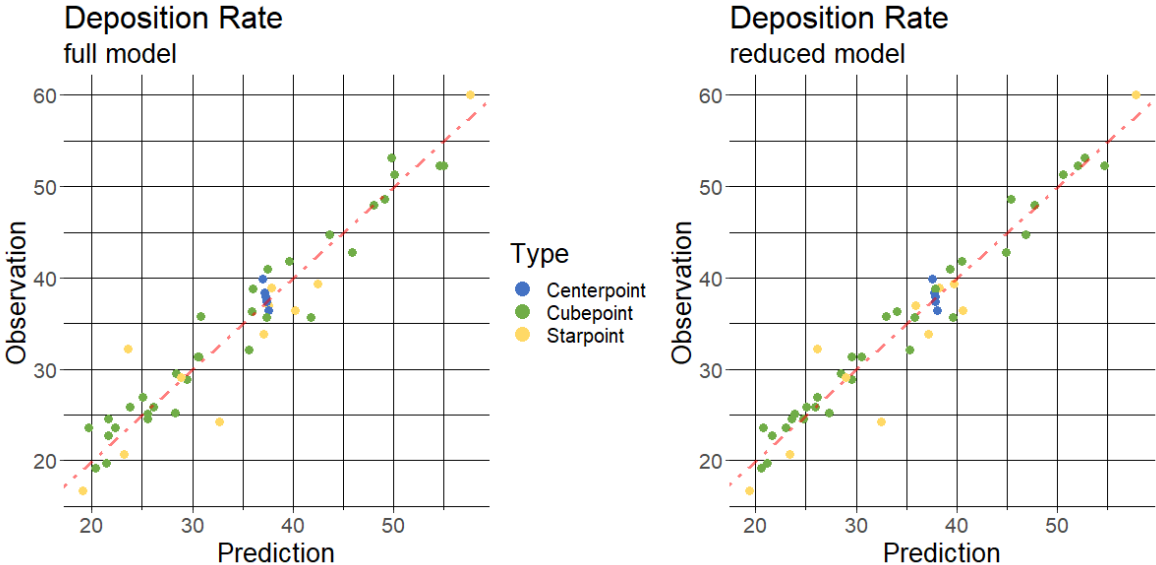 Deposition Rate
full model
60
50
40
30
20
Observation
20 30 40 50
Prediction
Type
Centerpoint
Cubepoint
Starpoint
Deposition Rate
reduced model
60
50
40
30
20
Observation
20 30 40 50
Prediction